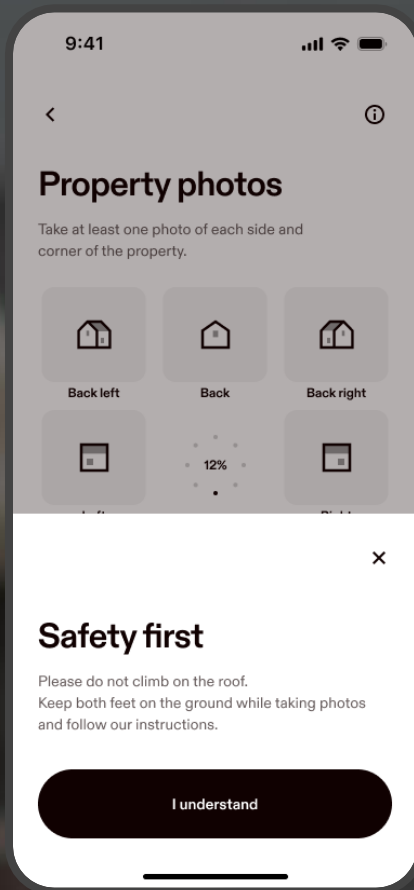 9:41
Property photos
Take at least one photo of each side and
corner of the property.
Back left
Back
Back right
12%
Safety first
Please do not climb on the roof.
Keep both feet on the ground while taking photos
and follow our instructions.
I understand